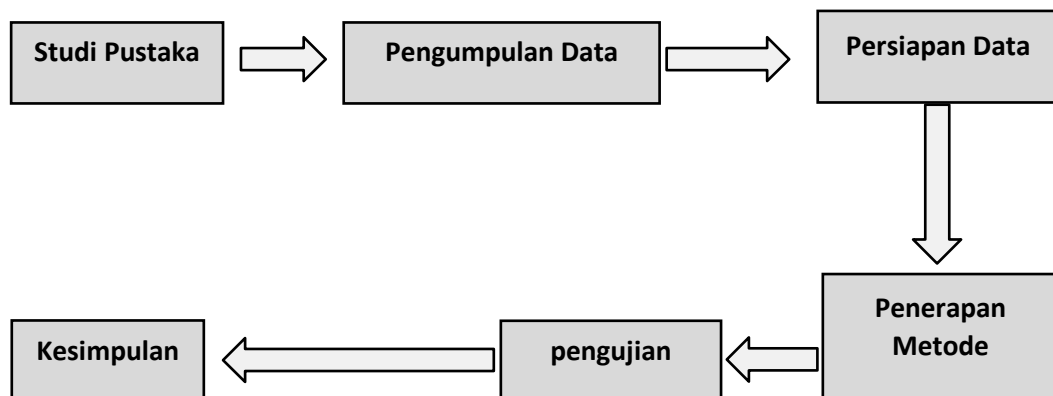 Studi Pustaka
Pengumpulan Data
Persiapan Data
Penerapan
Metode
pengujian
Kesimpulan